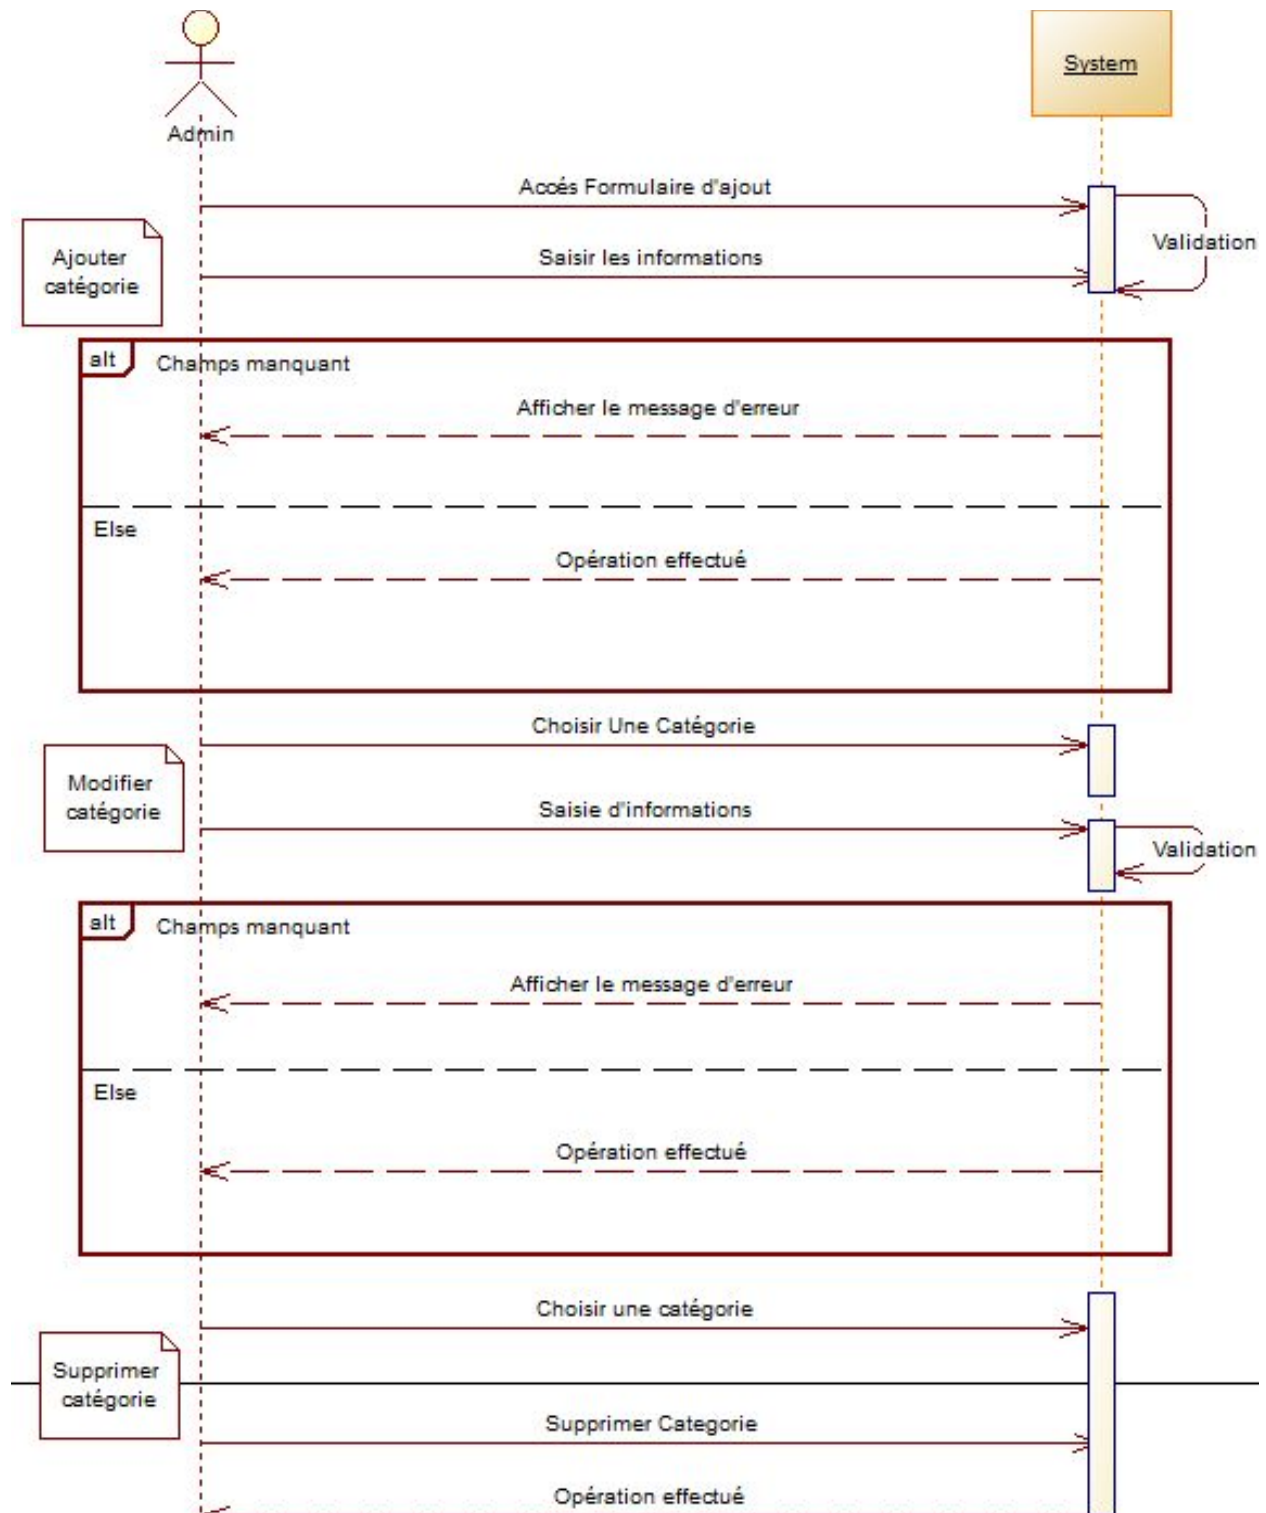 System
Admin
Accés Formulaire d'ajout
Validation
Ajouter
catégorie
Saisir les informations
alt
Champs manquant
Afficher le message d'erreur
Else
Opération effectué
Choisir Une Catégorie
Modifier
catégorie
Saisie d'informations
Validation
alt
Champs manquant
Afficher le message d'erreur
Else
Opération effectué
Choisir une catégorie
Supprimer
catégorie
Supprimer Categorie
Opération effectué